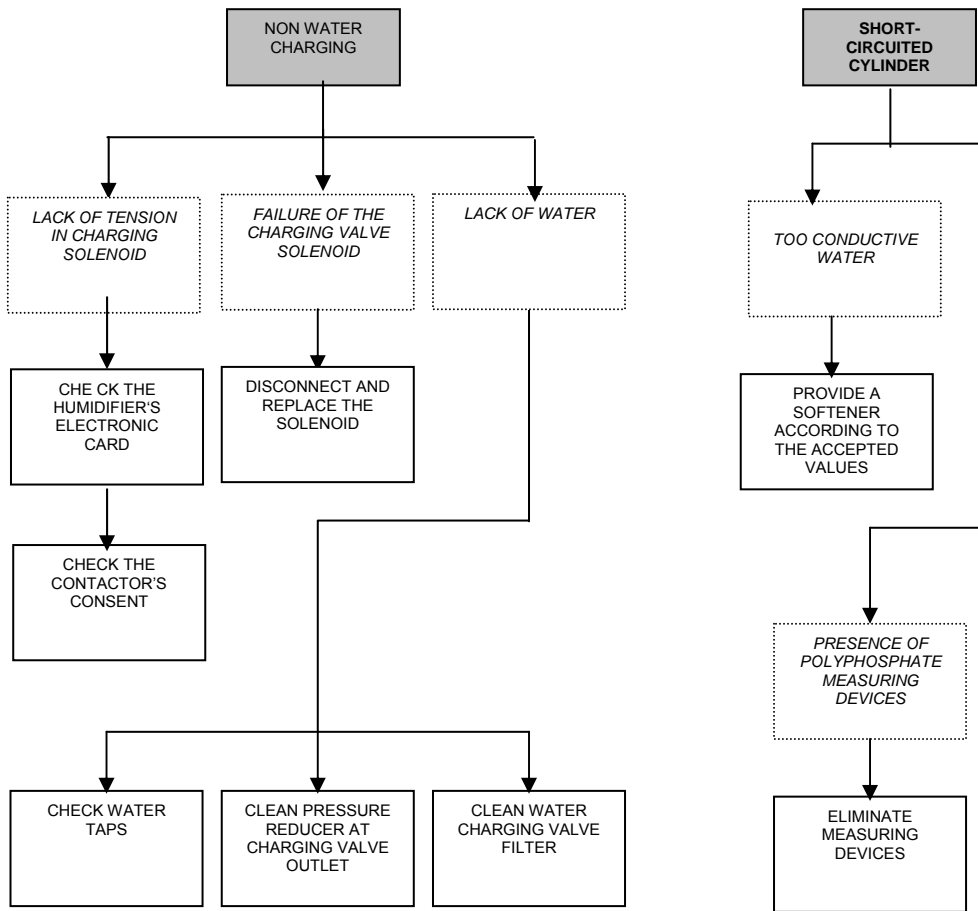 NON WATER
CHARGING
SHORT-
CIRCUITED
CYLINDER
LACK OF TENSION
IN CHARGING
SOLENOID
FAILURE OF THE
CHARGING VALVE
SOLENOID
LACK OF WATER
TOO CONDUCTIVE
WATER
CHE CK THE
HUMIDIFIER‘S
ELECTRONIC
CARD
DISCONNECT AND
REPLACE THE
SOLENOID
PROVIDE A
SOFTENER
ACCORDING TO
THE ACCEPTED
VALUES
CHECK THE
CONTACTOR’S
CONSENT
PRESENCE OF
POLYPHOSPHATE
MEASURING
DEVICES
CHECK WATER
TAPS
CLEAN PRESSURE
REDUCER AT
CHARGING VALVE
OUTLET
CLEAN WATER
CHARGING VALVE
FILTER
ELIMINATE
MEASURING
DEVICES